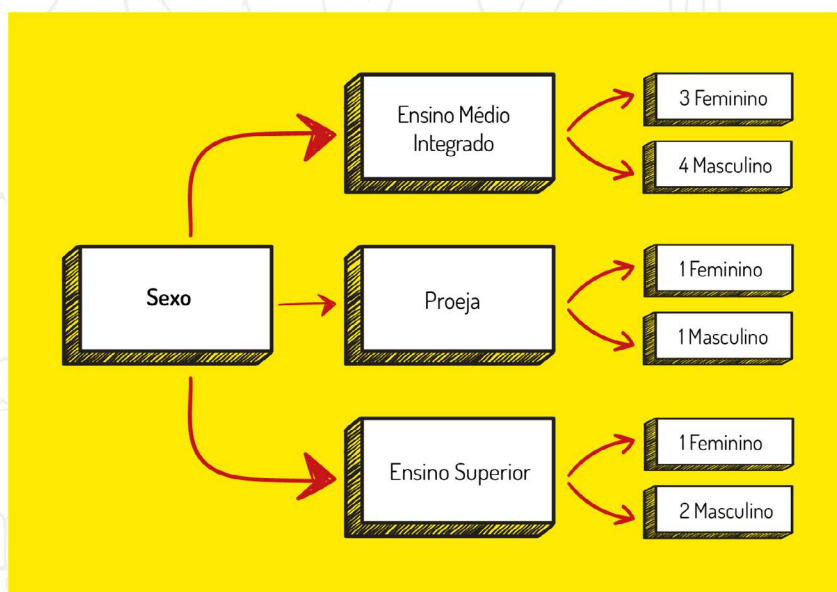 Sexo
Ensino Médio
Integrado
3 Feminino
4 Masculino
Proeja
1 Feminino
1 Masculino
Ensino Superior
1 Feminino
2 Masculino